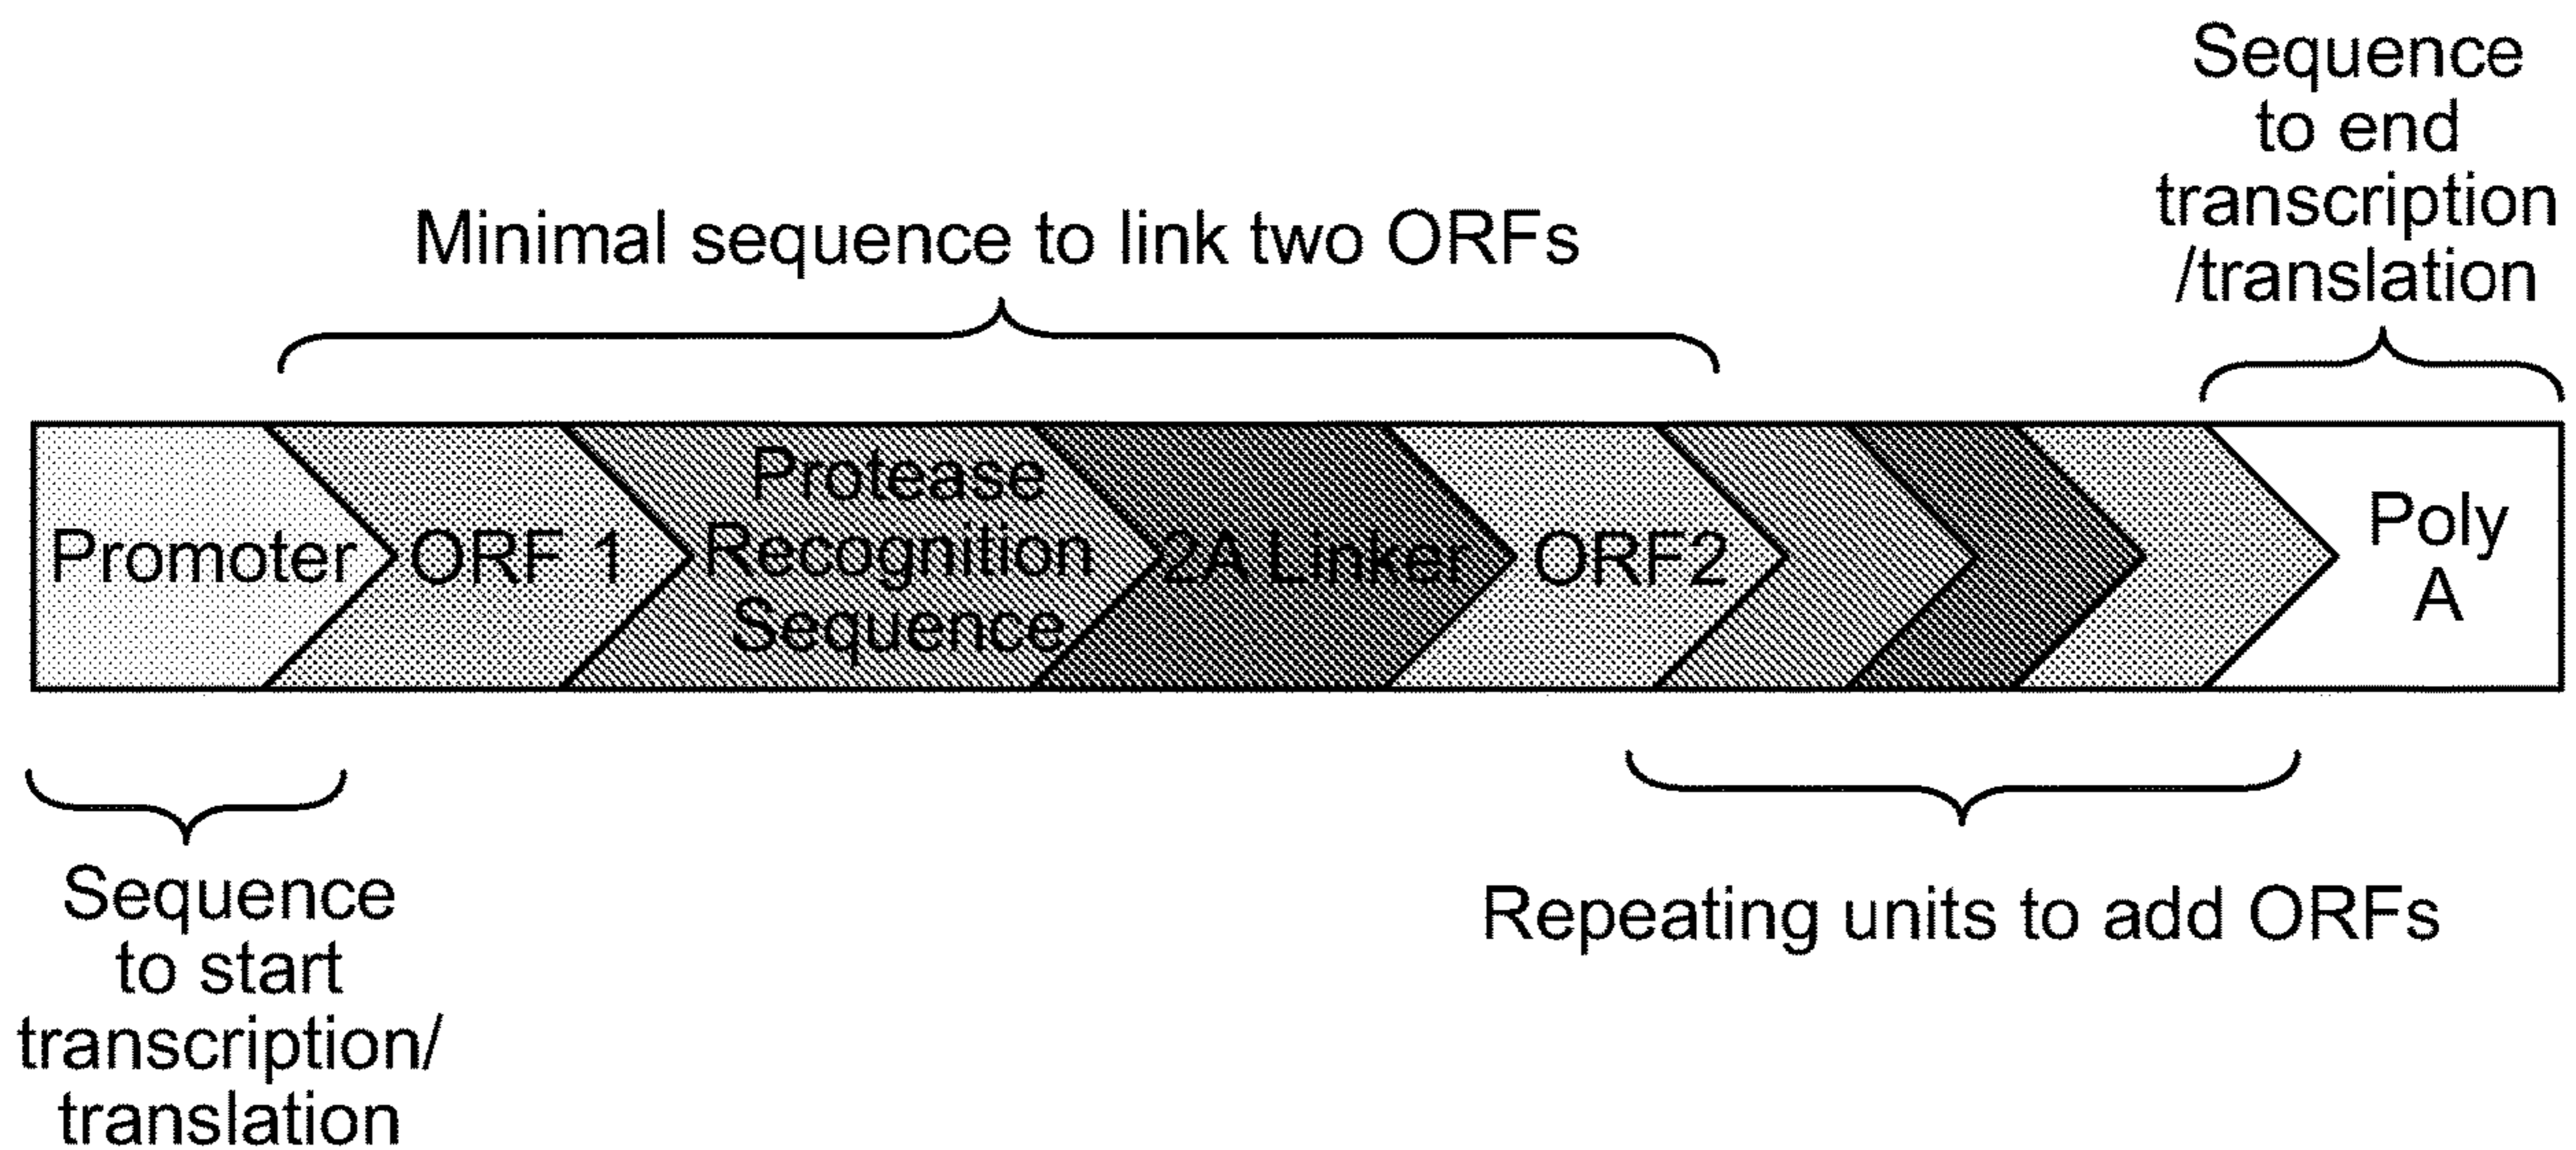 Sequence
to end
transcription
/translation
Minimal sequence to link two ORFs
Promoter
ORF 1
Protease
Recognition
Sequence
2A Linker
ORF2
Poly
A
Sequence
to start
transcription/
translation
Repeating units to add ORFs